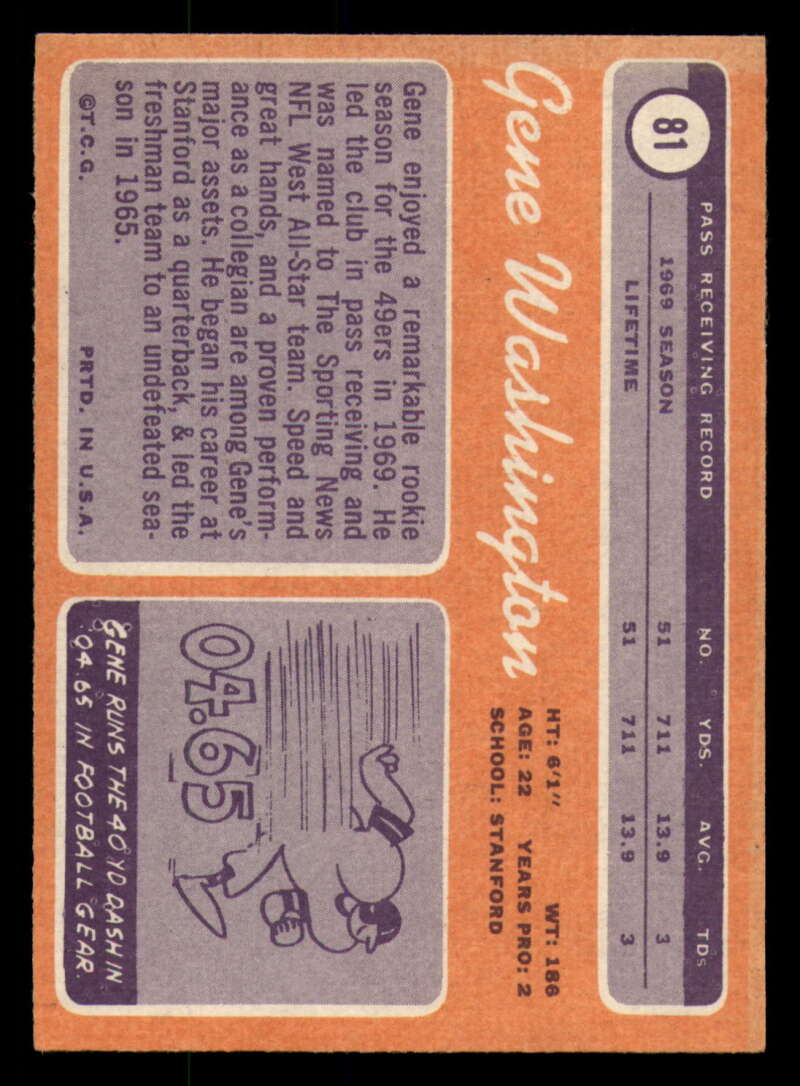 81
PASS RECEIVING RECORD NO. YDS. AVG. TDs
1969 SEASON 51 711 13.9 3
LIFETIME 51 711 13.9 3
Gene Washington
HT: 6'1" WT: 186
AGE: 22 YEARS PRO: 2
SCHOOL: STANFORD
Gene enjoyed a remarkable rookie
season for the 49ers in 1969. He
led the club in pass receiving and
was named to The Sporting News
NFL West All-Star team. Speed and
great hands, and a proven perform-
ance as a collegian are among Gene's
major assets. He began his career at
Stanford as a quarterback, & led the
freshman team to an undefeated sea-
son in 1965.
©T.C.G. PRTD. IN U.S.A.
04.65
GENE RUNS THE 40 YD DASH IN
04.65 IN FOOTBALL GEAR.